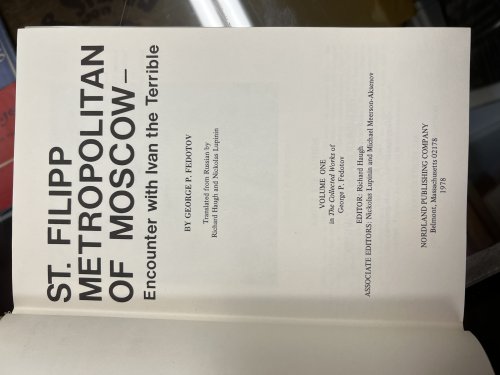 ST. FILIPP
METROPOLITAN
OF MOSCOW—
Encounter with Ivan the Terrible
BY GEORGE P. FEDOTOV
Translated from Russian by
Richard Haugh and Nickolas Lupinin
VOLUME ONE
in The Collected Works of
George P. Fedotov
EDITOR: Richard Haugh
ASSOCIATE EDITORS: Nickolas Lupinin and Michael Meerson-Aksenov
NORDLAND PUBLISHING COMPANY
Belmont, Massachusetts 02178
1978